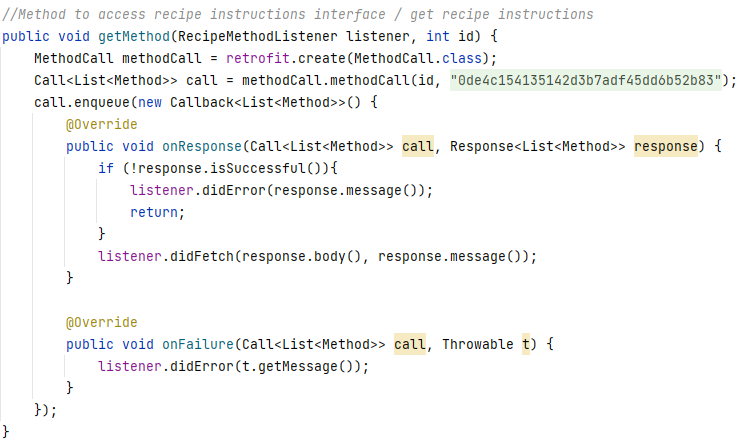 //Method to access recipe instructions interface / get recipe instructions
public void getMethod(RecipeMethodListener listener, int id) {
MethodCall methodCall = retrofit.create(MethodCall.class);
Call<List<Method>> call = methodCall.methodCall(id, "0de4c154135142d3b7adf45dd6b52b83");
call.enqueue(new Callback<List<Method>>() {
@Override
public void onResponse(Call<List<Method>> call, Response<List<Method>> response) {
if (!response.isSuccessful()){
listener.didError(response.message());
return;
}
listener.didFetch(response.body(), response.message());
}
@Override
public void onFailure(Call<List<Method>> call, Throwable t) {
listener.didError(t.getMessage());
}
});
}